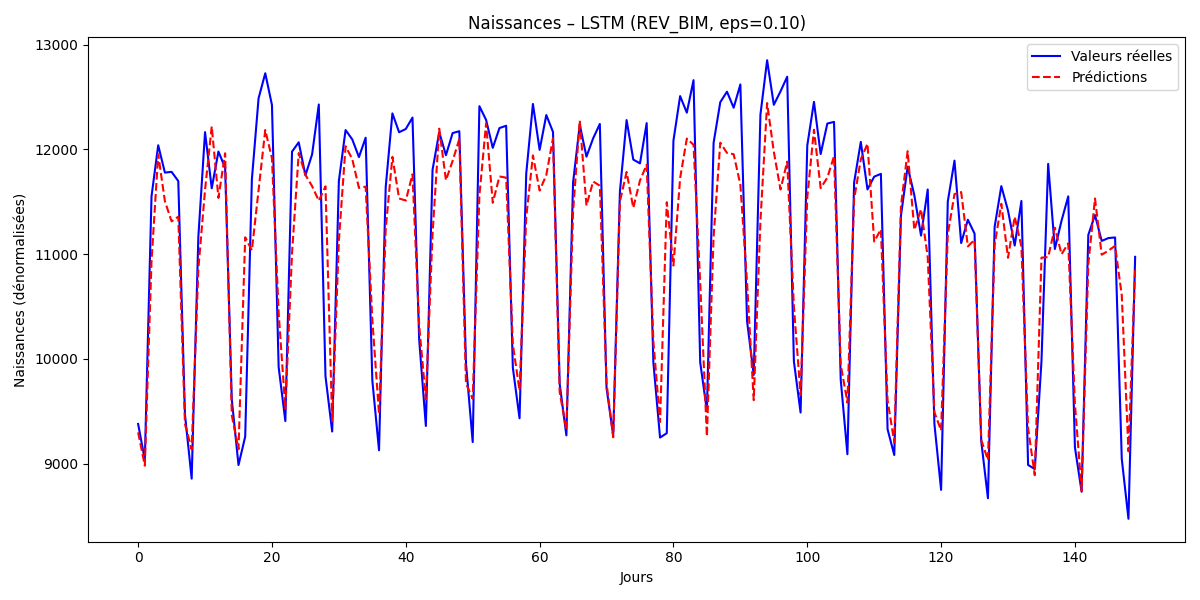 Naissances – LSTM (REV_BIM, eps=0.10)
Valeurs réelles
Prédictions
Naissances (dénormalisées)
13000
12000
11000
10000
9000
0 20 40 60 80 100 120 140
Jours